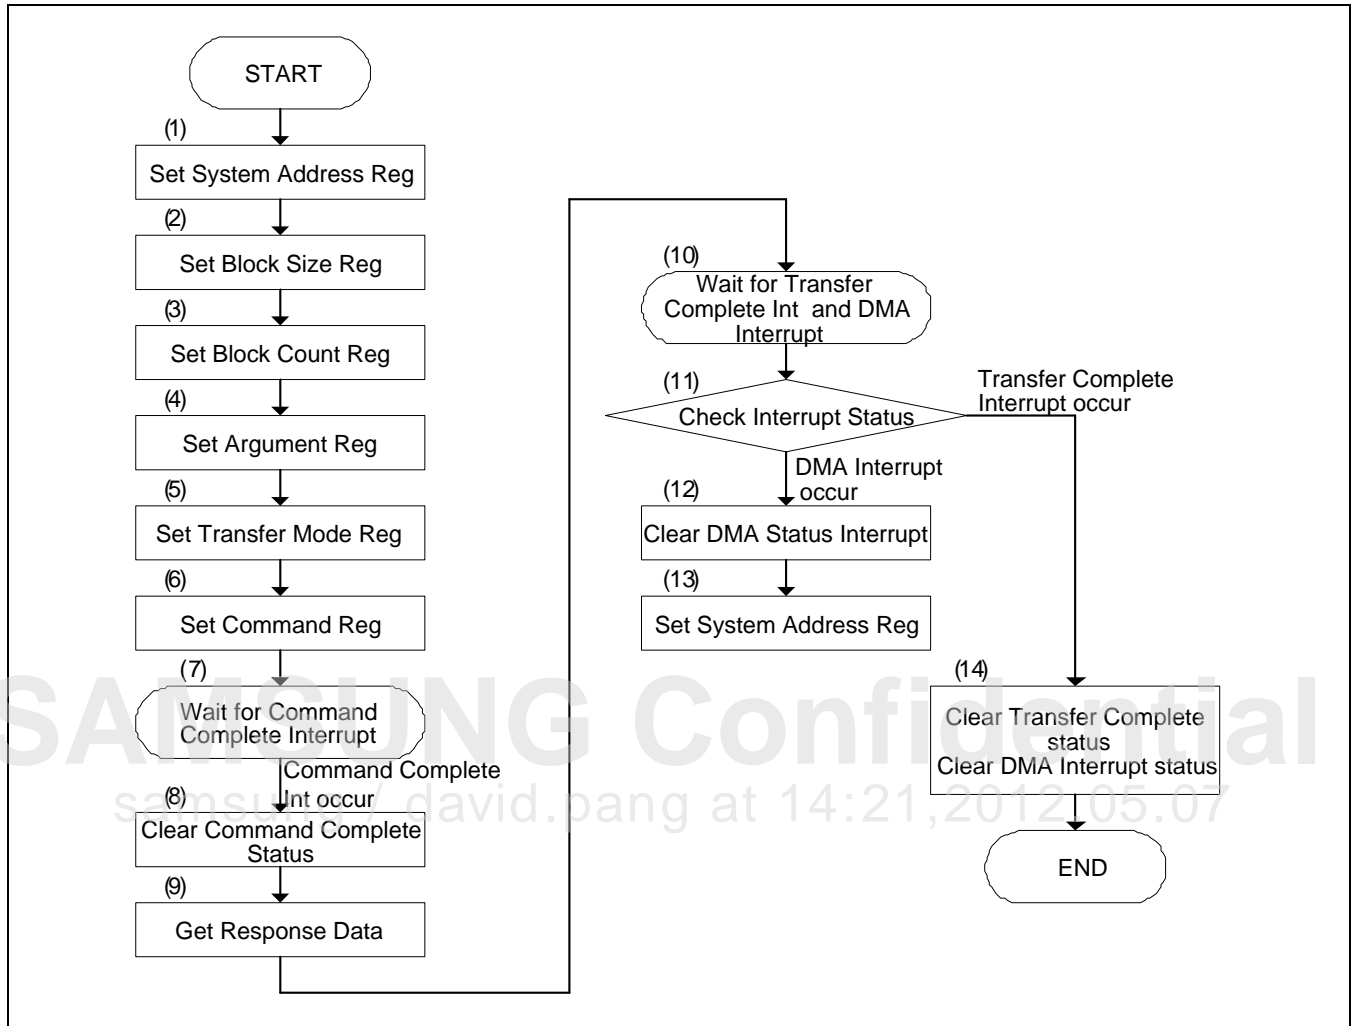 START
(1)
Set System Address Reg
(2)
Set Block Size Reg
(3)
Set Block Count Reg
(4)
Set Argument Reg
(5)
Set Transfer Mode Reg
(6)
Set Command Reg
(7)
Wait for Command
Complete Interrupt
Command Complete
Int occur
(8)
Clear Command Complete
Status
(9)
Get Response Data
(10)
Wait for Transfer
Complete Int and DMA
Interrupt
(11)
Check Interrupt Status
Transfer Complete
Interrupt occur
DMA Interrupt
occur
(12)
Clear DMA Status Interrupt
(13)
Set System Address Reg
(14)
Clear Transfer Complete
status
Clear DMA Interrupt status
END
SAMSUNG Confidential
samsung / david.pang at 14:21,2012.05.07